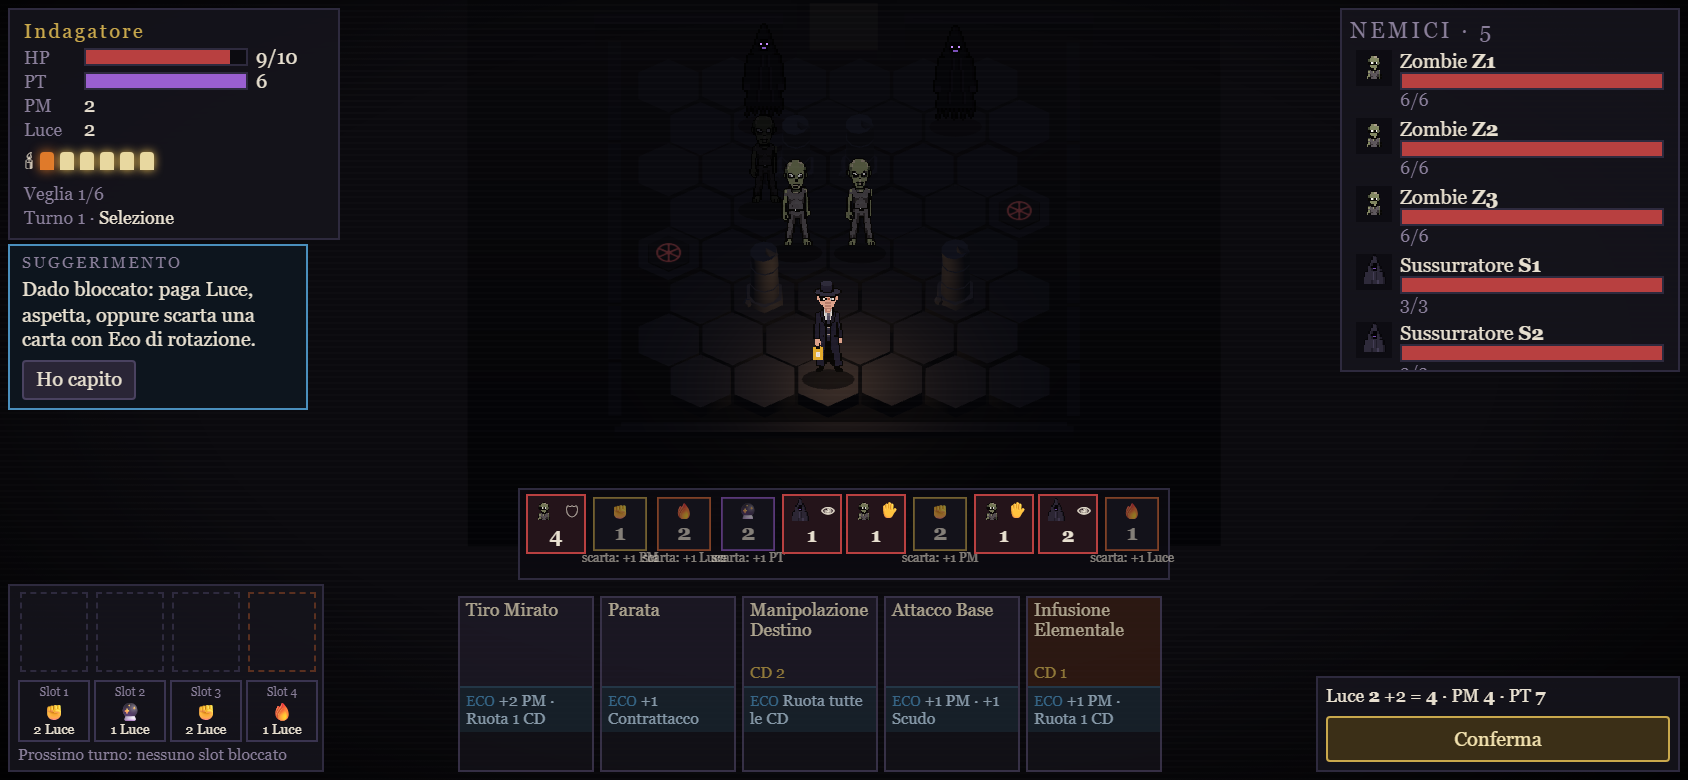 Indagatore
HP 9/10
PT 6
PM 2
Luce 2
Veglia 1/6
Turno 1 · Selezione
SUGGERIMENTO
Dado bloccato: paga Luce,
aspetta, oppure scarta una
carta con Eco di rotazione.
Ho capito
NEMICI · 5
Zombie Z1
6/6
Zombie Z2
6/6
Zombie Z3
6/6
Sussurratore S1
3/3
Sussurratore S2
4 1 2 2 1 1 2 1 2 1
scarta: +1 PM
scarta: +1 Luce
scarta: +1 PT
scarta: +1 PM
scarta: +1 Luce
Slot 1
2 Luce
Slot 2
1 Luce
Slot 3
2 Luce
Slot 4
1 Luce
Prossimo turno: nessuno slot bloccato
Tiro Mirato
ECO +2 PM ·
Ruota 1 CD
Parata
ECO +1
Contrattacco
Manipolazione
Destino
CD 2
ECO Ruota tutte
le CD
Attacco Base
ECO +1 PM · +1
Scudo
Infusione
Elementale
CD 1
ECO +1 PM ·
Ruota 1 CD
Luce 2 +2 = 4 · PM 4 · PT 7
Conferma